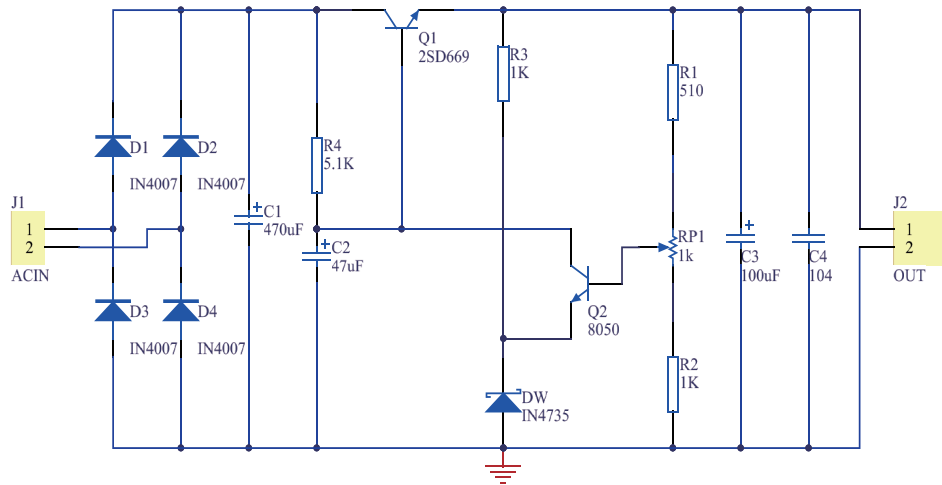 Q1
2SD669
R3
1K
R1
510
D1
D2
R4
5.1K
IN4007
IN4007
J1
1
2
ACIN
+
C1
470uF
+
C2
47uF
RP1
1k
+
C3
100uF
C4
104
J2
1
2
OUT
D3
D4
IN4007
IN4007
Q2
8050
R2
1K
DW
IN4735